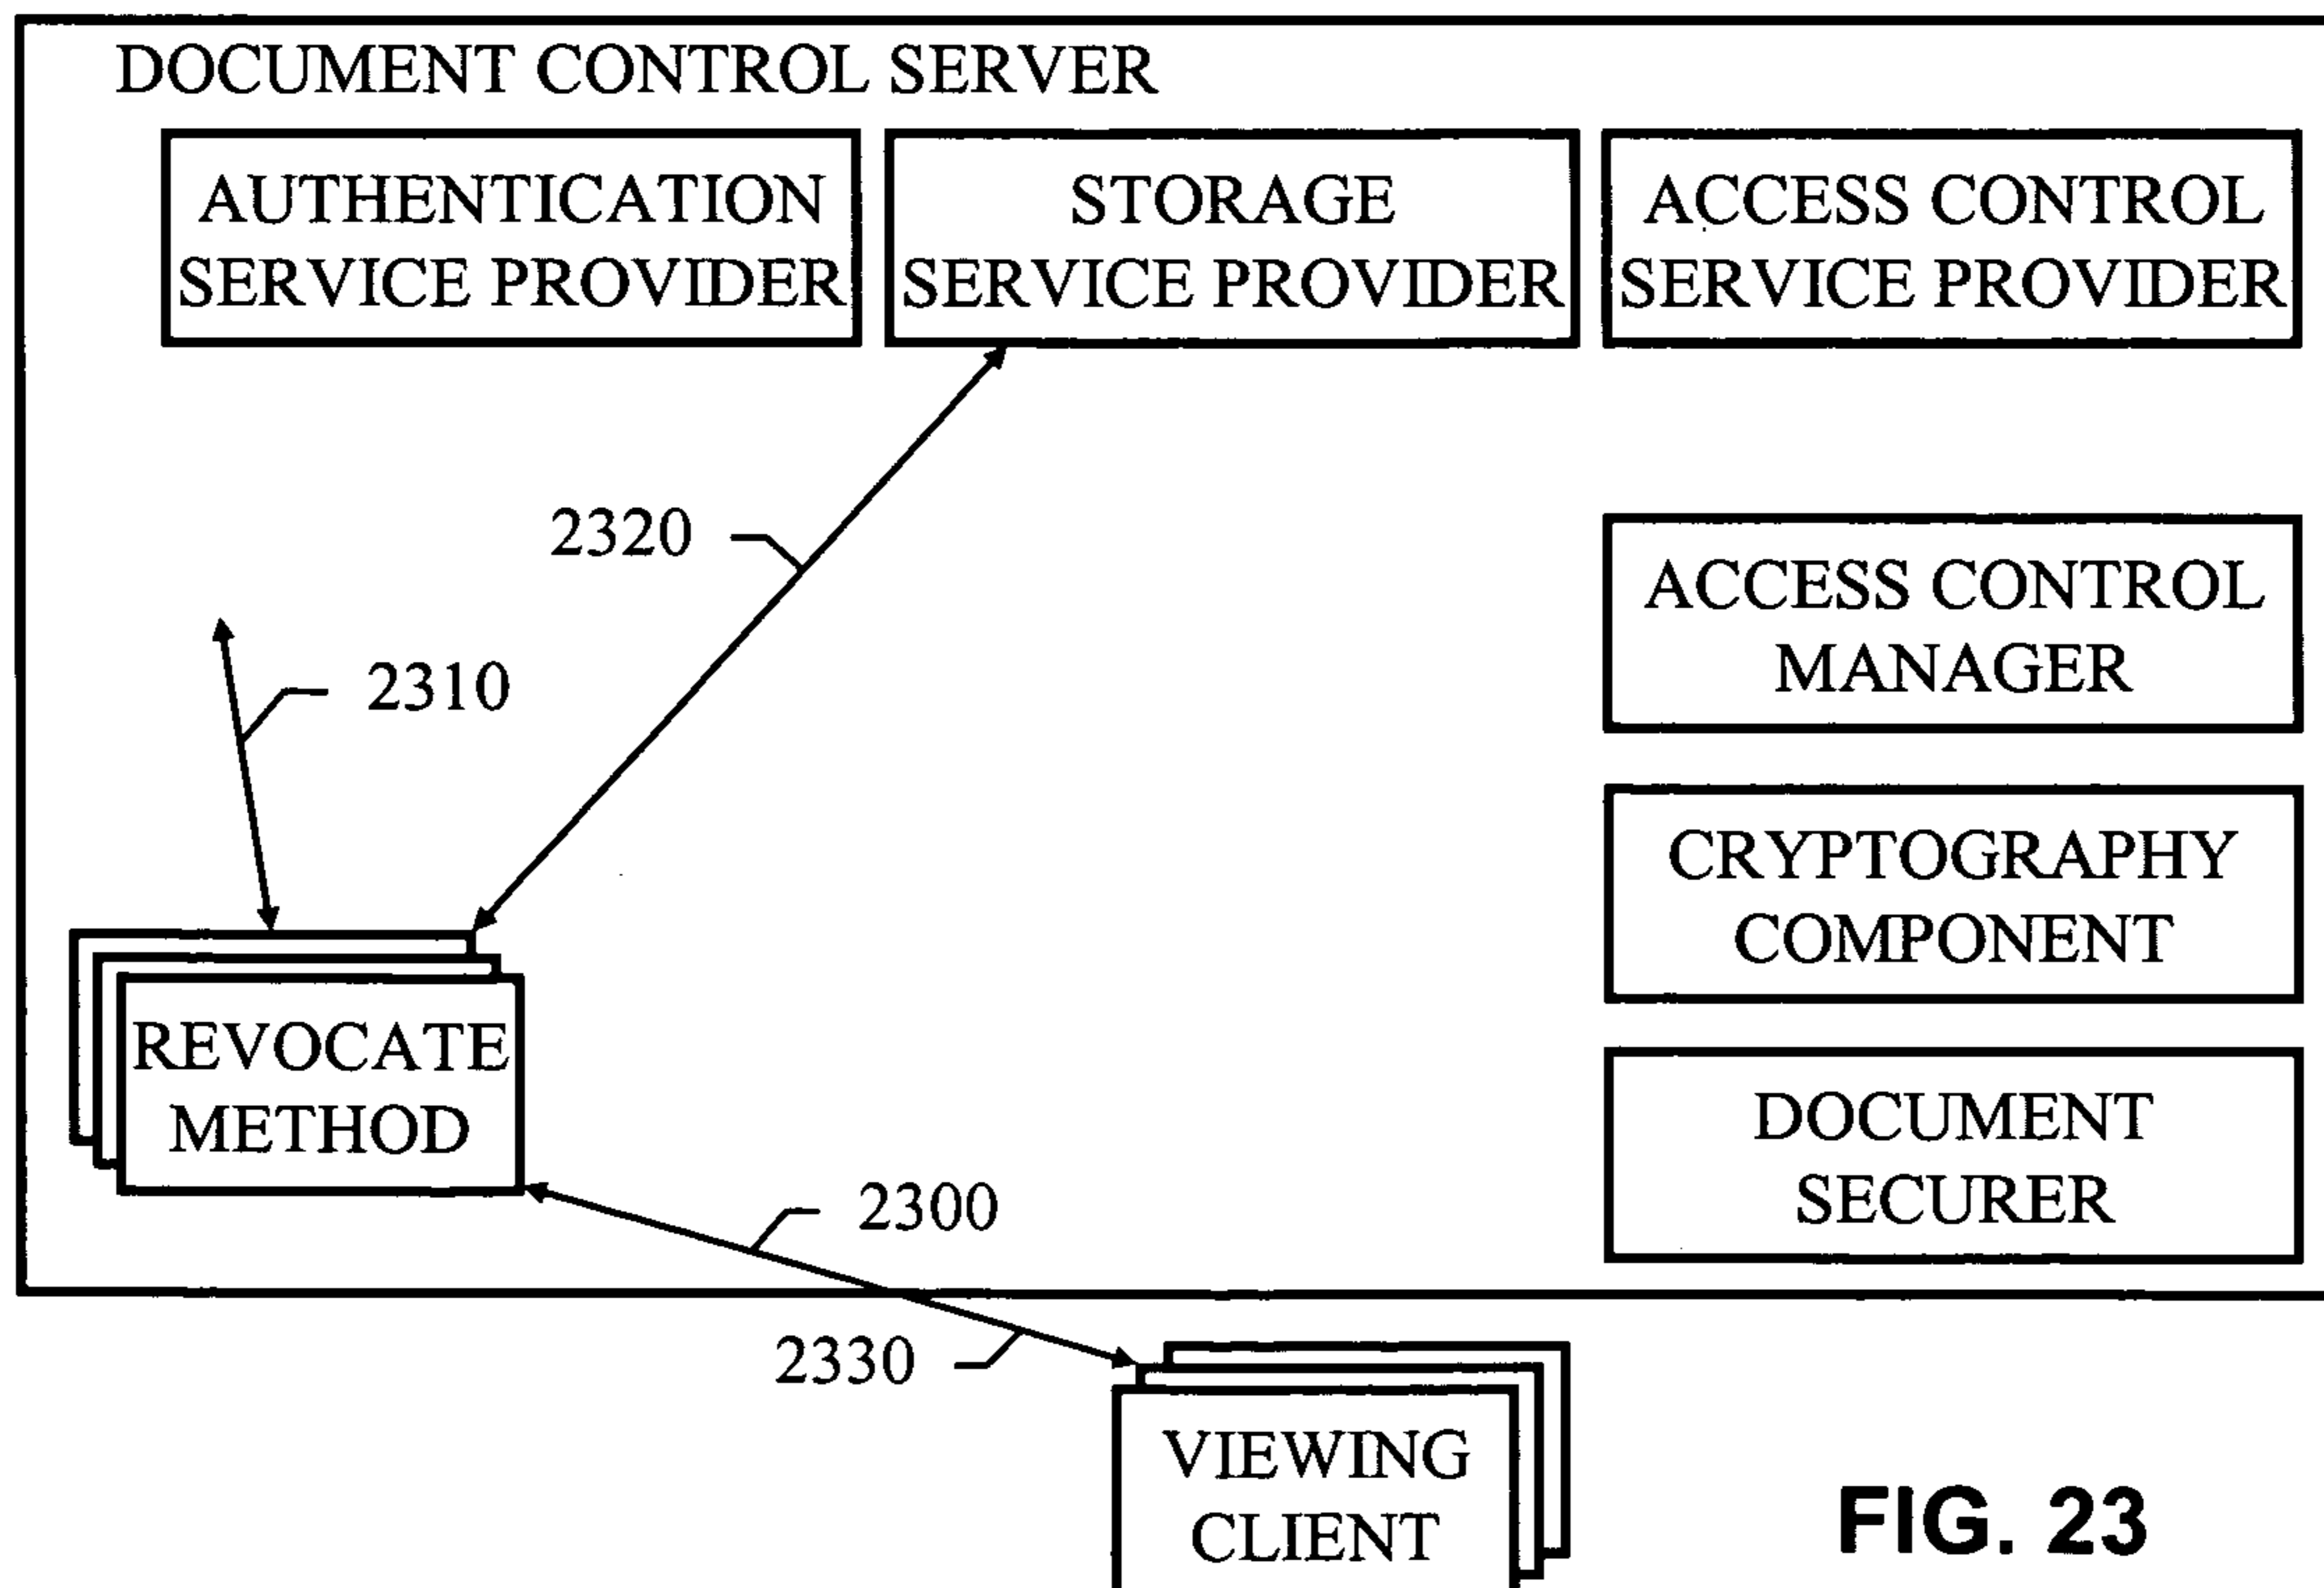 DOCUMENT CONTROL SERVER
AUTHENTICATION
SERVICE PROVIDER
STORAGE
SERVICE PROVIDER
ACCESS CONTROL
SERVICE PROVIDER
2320
ACCESS CONTROL
MANAGER
2310
CRYPTOGRAPHY
COMPONENT
REVOCATE
METHOD
DOCUMENT
SECURER
2300
2330
VIEWING
CLIENT
FIG. 23